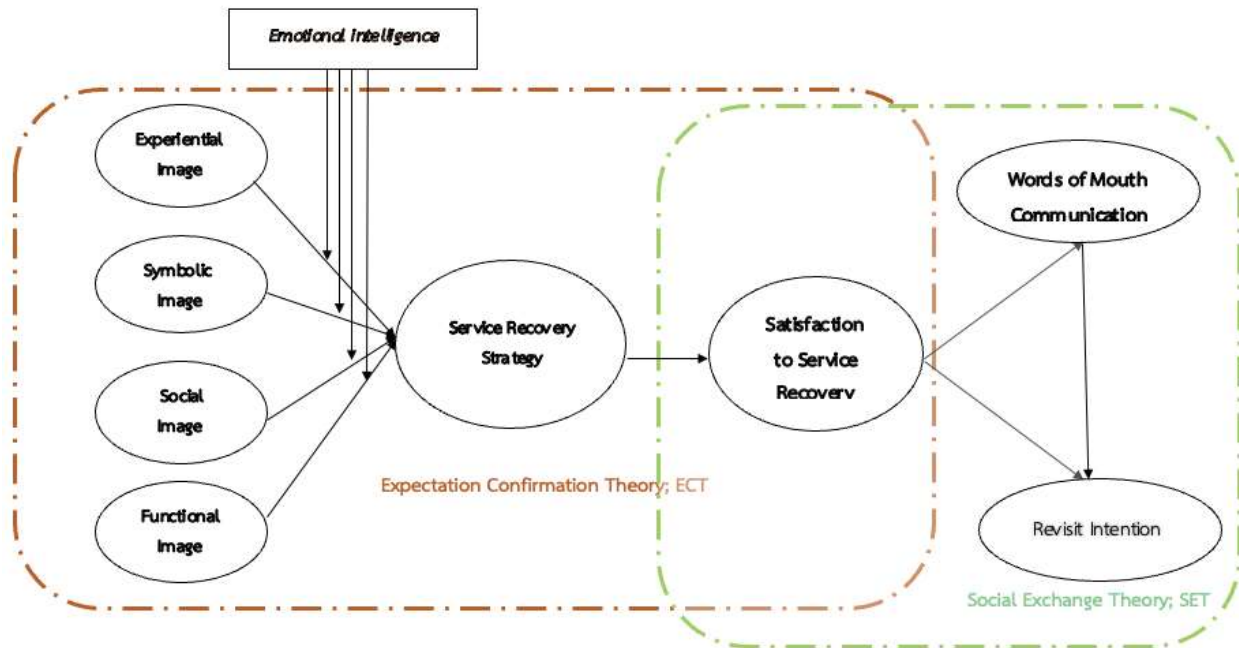 Emotional Intelligence
Experiential
Image
Symbolic
Image
Social
Image
Functional
Image
Service Recovery
Strategy
Satisfaction
to Service
Recovery
Words of Mouth
Communication
Revisit Intention
Expectation Confirmation Theory; ECT
Social Exchange Theory; SET